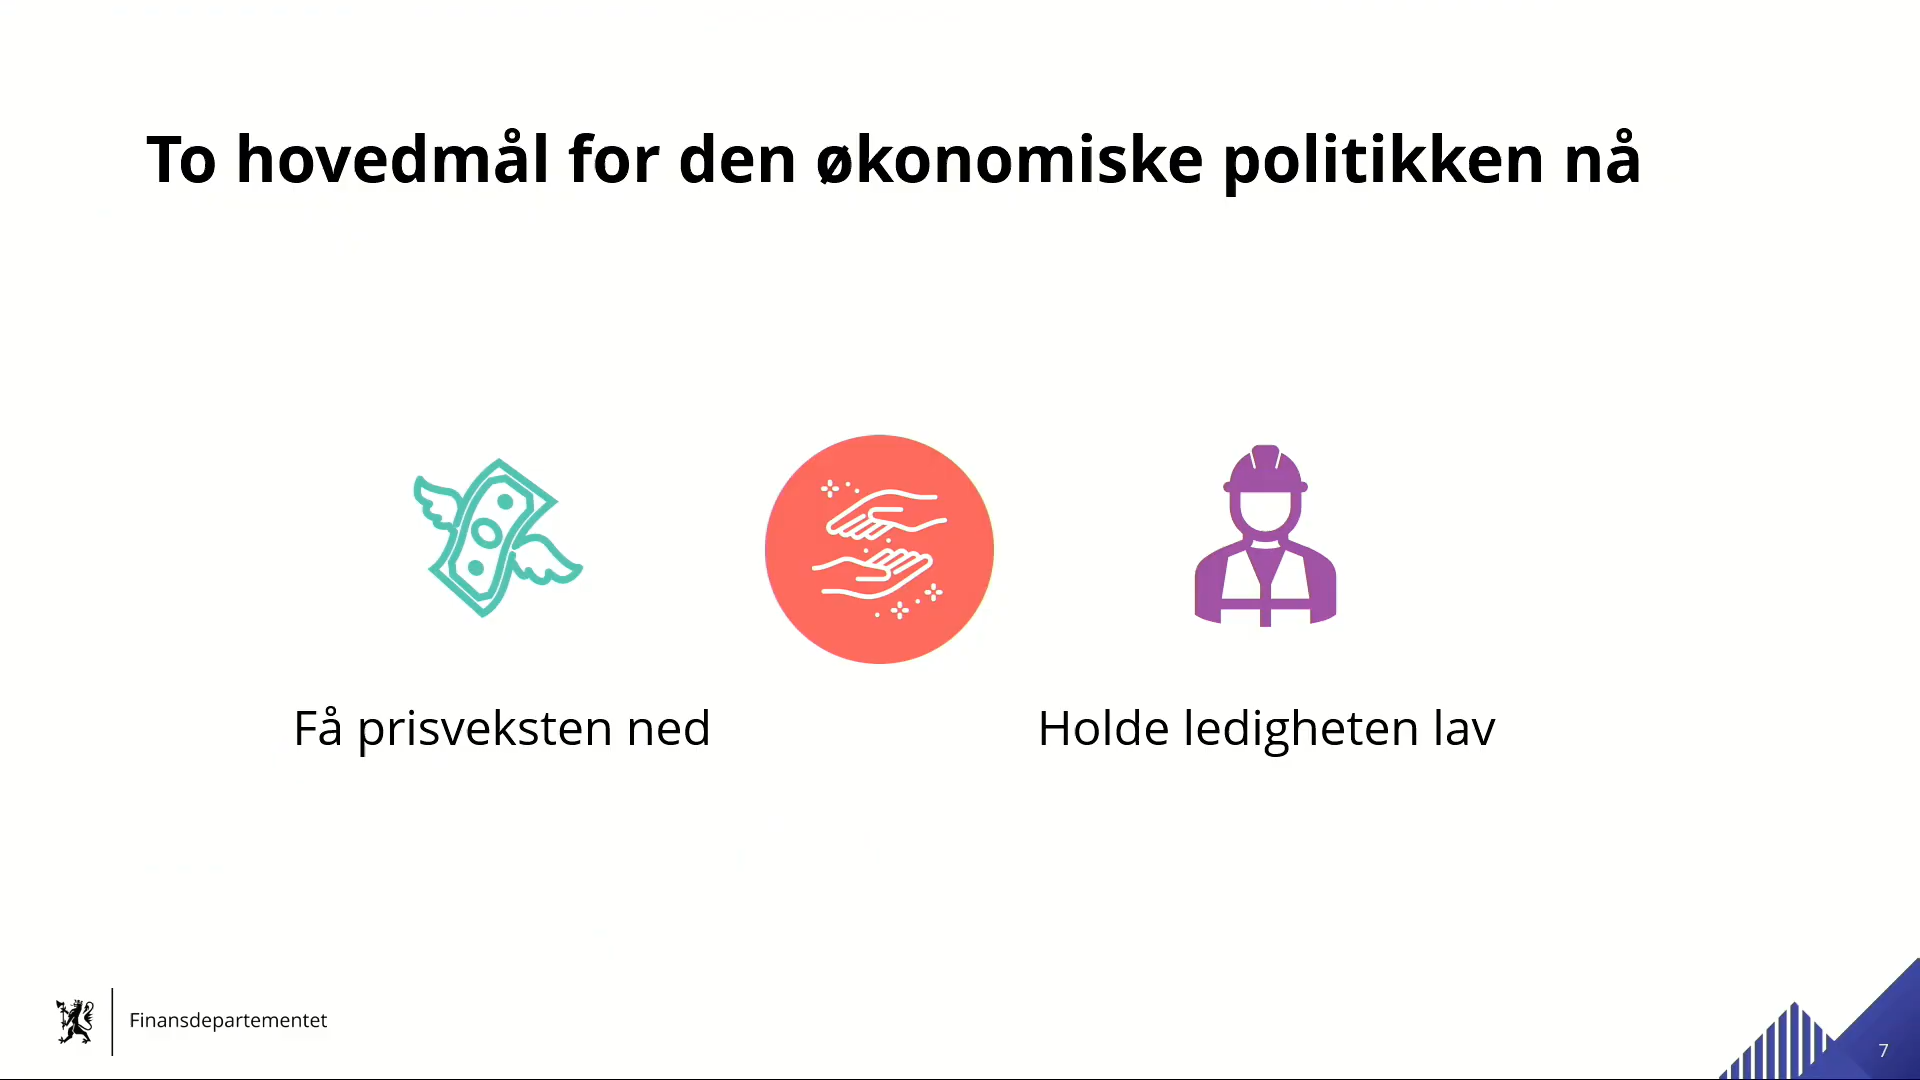 To hovedmål for den økonomiske politikken nå
Få prisveksten ned
Holde ledigheten lav
Finansdepartementet
7